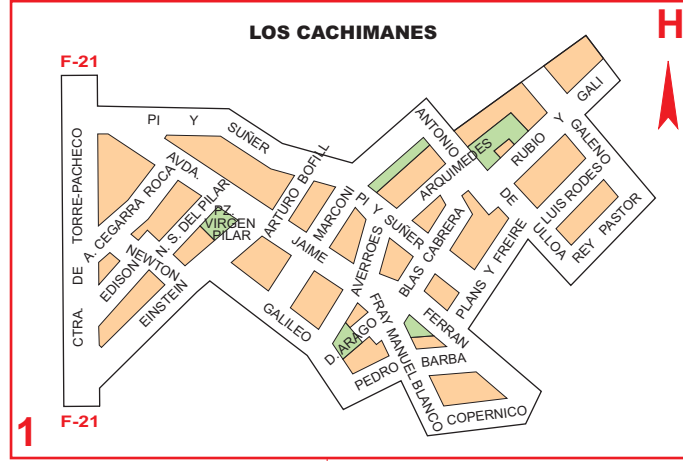 LOS CACHIMANES
H
F-21
PI Y SUÑER
CTRA. DE TORRE-PACHECO
A. CEGARRA ROCA
AVDA.
N. S. DEL PILAR
PZ.
VIRGEN
PILAR
EDISON
NEWTON
EINSTEIN
ARTURO BOFILL
MARCONI
JAIME
GALILEO
PI Y SUÑER
ANTONIO
ARQUIMEDES
RUBIO Y GALI
GALENO
LUIS RODES
REY PASTOR
DE ULLOA
AVERROES
BLAS CABRERA
PLANS Y FREIRE
FERRAN
D. ARAGO
FRAY MANUEL BLANCO
PEDRO
BARBA
COPERNICO
F-21
1